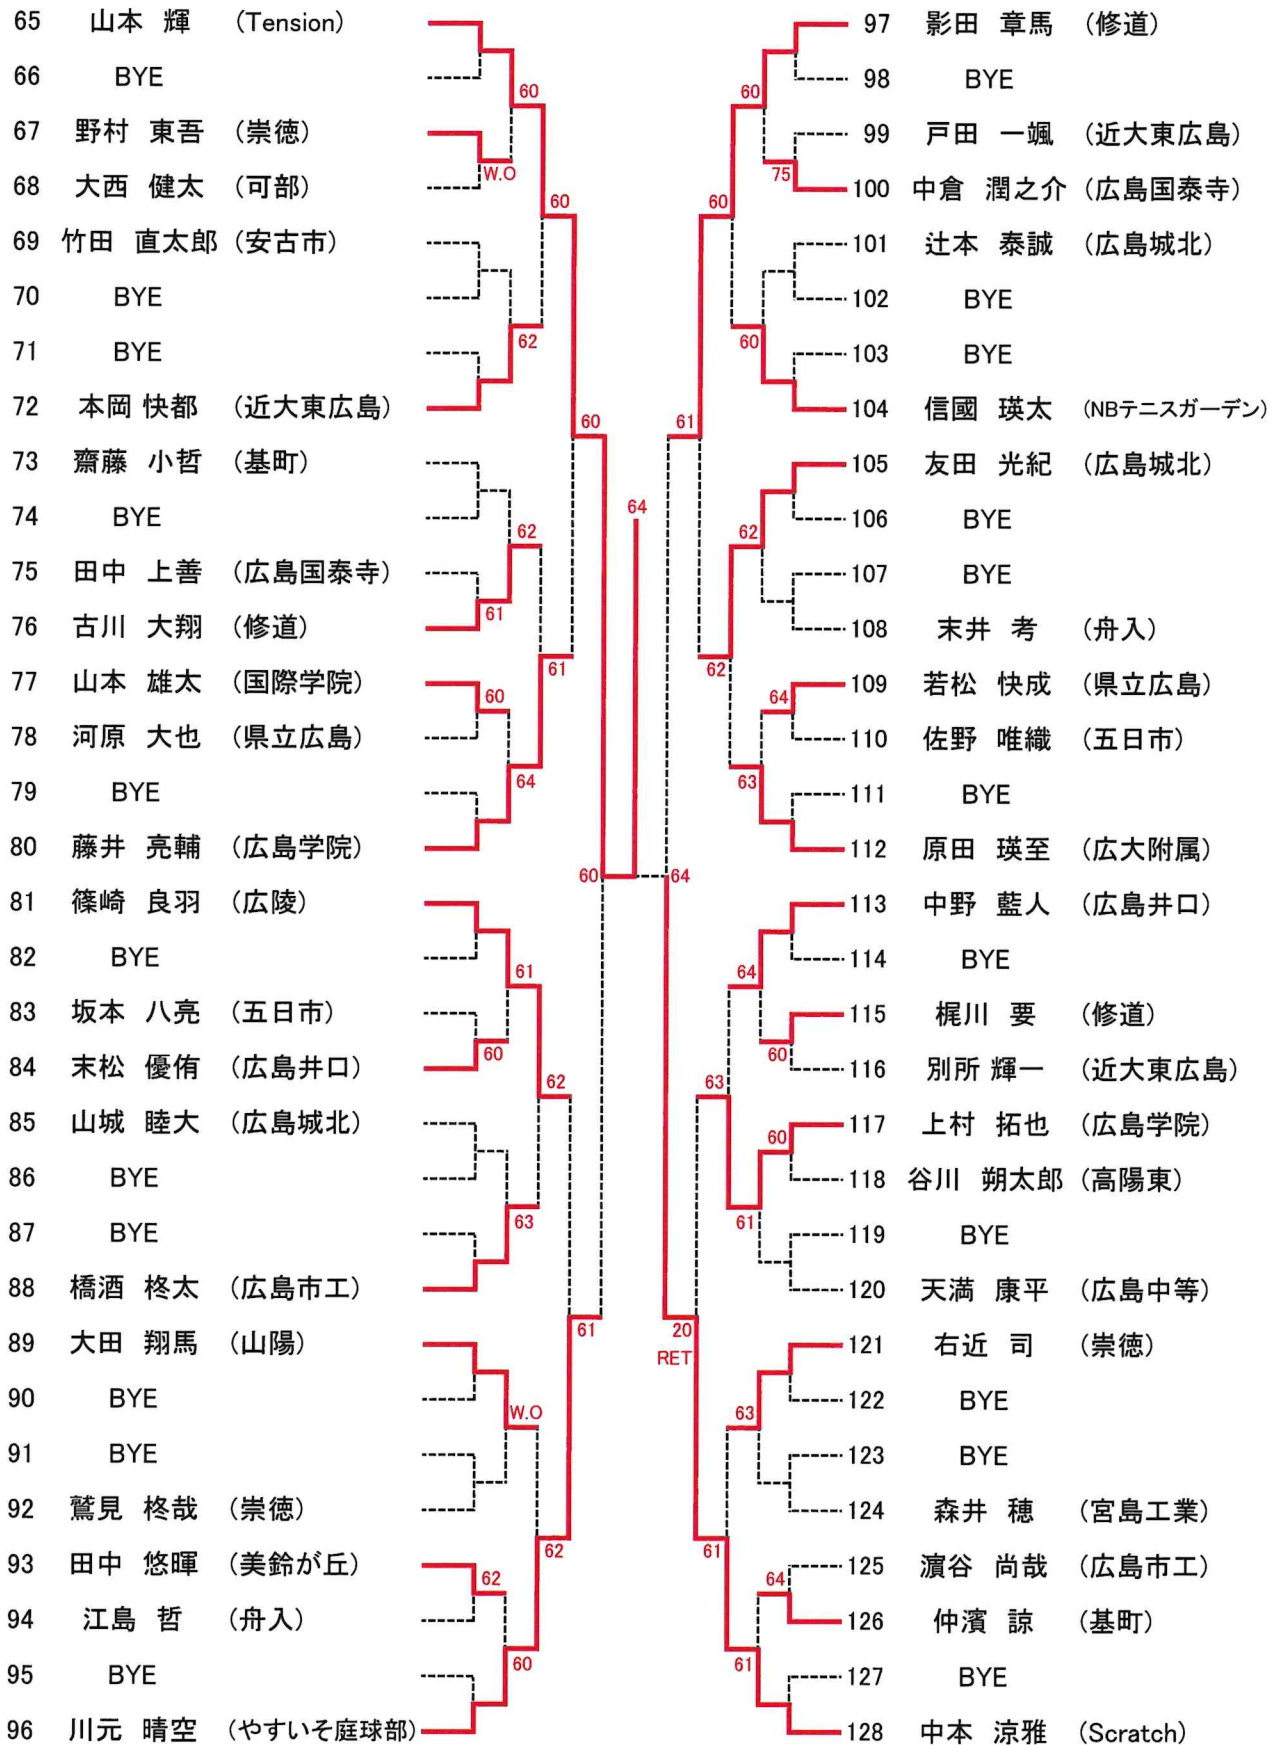 65 山本 輝 (Tension)
66 BYE
60
67 野村 東吾 (崇徳)
W.O
68 大西 健太 (可部)
60
69 竹田 直太郎 (安古市)
70 BYE
62
71 BYE
72 本岡 快都 (近大東広島)
60
73 齋藤 小哲 (基町)
64
74 BYE
62
75 田中 上善 (広島国泰寺)
61
76 古川 大翔 (修道)
61
77 山本 雄太 (国際学院)
60
78 河原 大也 (県立広島)
64
79 BYE
80 藤井 亮輔 (広島学院)
60
81 篠崎 良羽 (広陵)
82 BYE
61
83 坂本 八亮 (五日市)
60
84 末松 優侑 (広島井口)
62
85 山城 睦大 (広島城北)
86 BYE
63
87 BYE
88 橋酒 柊太 (広島市工)
61
89 大田 翔馬 (山陽)
90 BYE
W.O
91 BYE
92 鷲見 柊哉 (崇徳)
62
93 田中 悠暉 (美鈴が丘)
62
94 江島 哲 (舟入)
60
95 BYE
96 川元 晴空 (やすいそ庭球部)
97 影田 章馬 (修道)
98 BYE
60
99 戸田 一颯 (近大東広島)
75
100 中倉 潤之介 (広島国泰寺)
60
101 辻本 泰誠 (広島城北)
102 BYE
60
103 BYE
104 信國 瑛太 (NBテニスガーデン)
61
105 友田 光紀 (広島城北)
106 BYE
62
107 BYE
108 末井 考 (舟入)
62
109 若松 快成 (県立広島)
64
110 佐野 唯織 (五日市)
63
111 BYE
112 原田 瑛至 (広大附属)
64
113 中野 藍人 (広島井口)
114 BYE
64
115 梶川 要 (修道)
60
116 別所 輝一 (近大東広島)
63
117 上村 拓也 (広島学院)
60
118 谷川 朔太郎 (高陽東)
61
119 BYE
120 天満 康平 (広島中等)
20
RET
121 右近 司 (崇徳)
122 BYE
63
123 BYE
124 森井 穂 (宮島工業)
61
125 濵谷 尚哉 (広島市工)
64
126 仲濱 諒 (基町)
61
127 BYE
128 中本 涼雅 (Scratch)